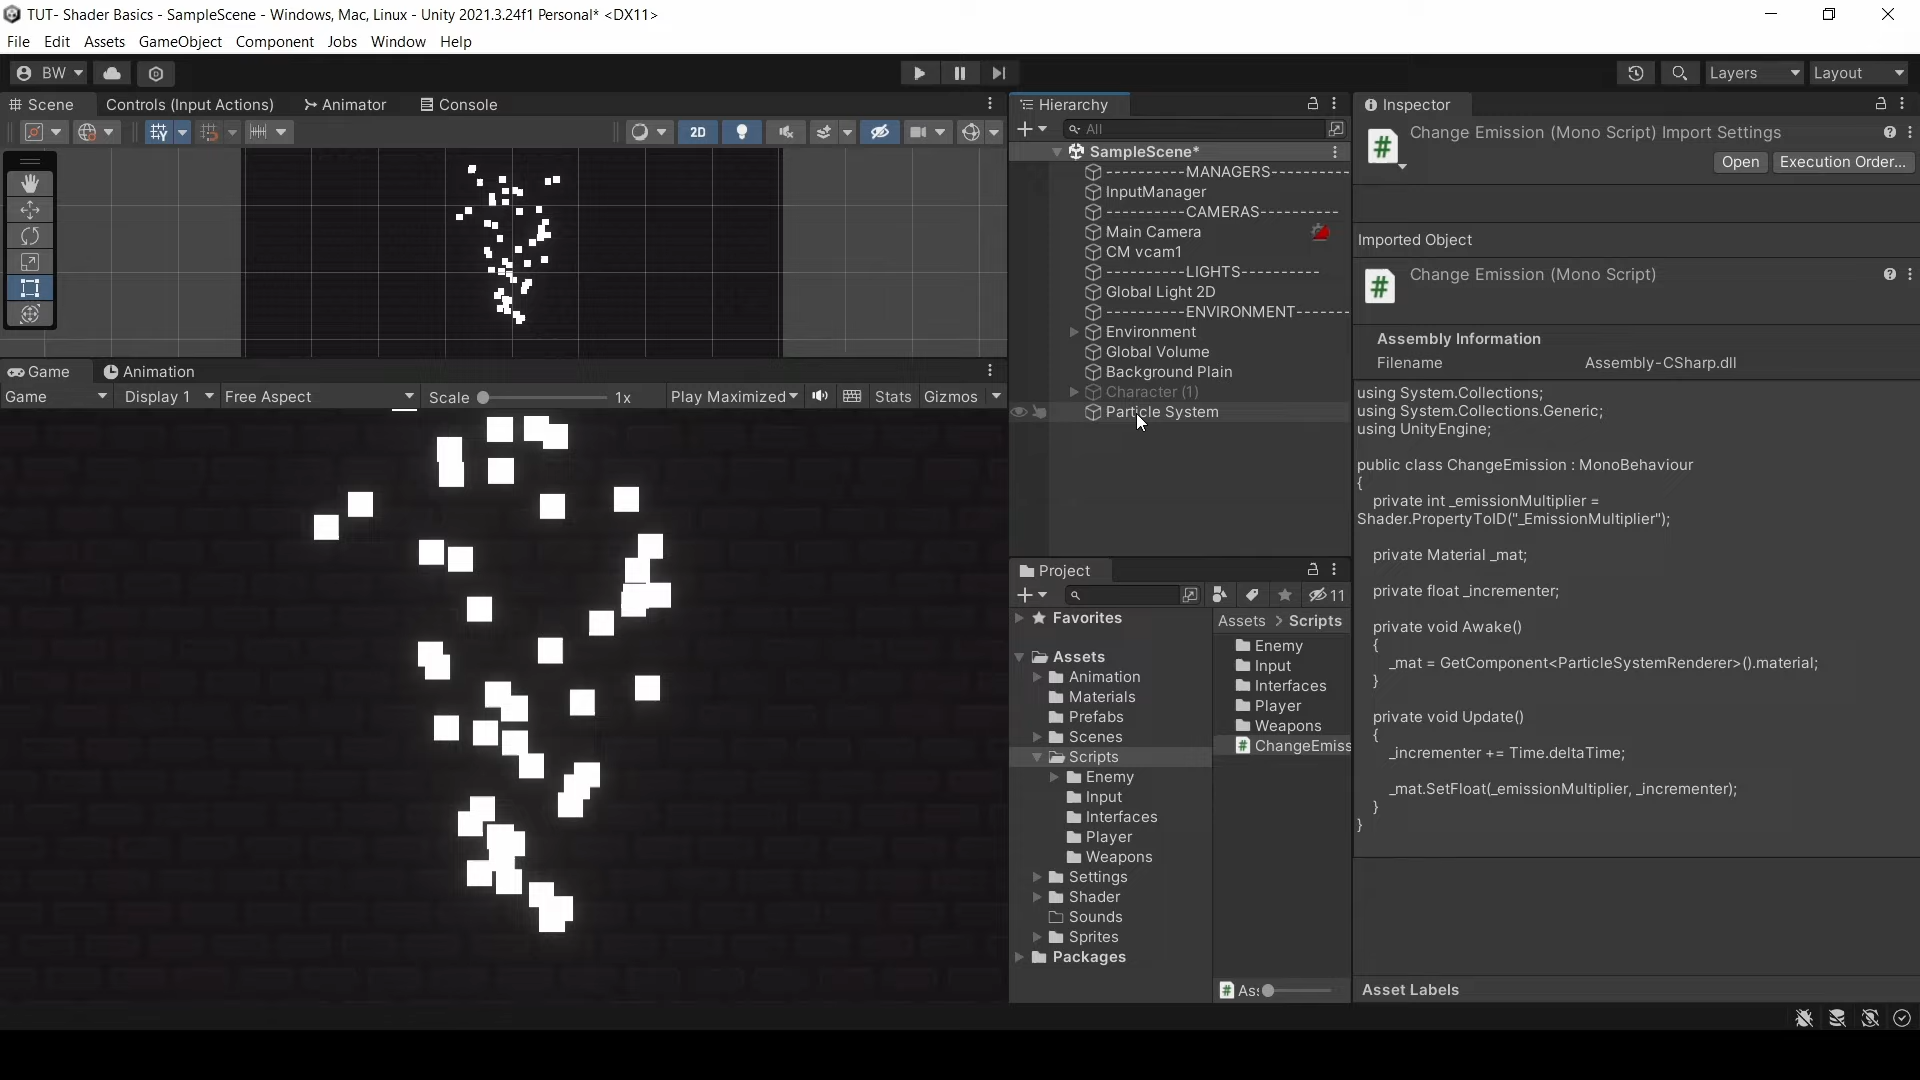 TUT- Shader Basics - SampleScene - Windows, Mac, Linux - Unity 2021.3.24f1 Personal* <DX11>
File Edit Assets GameObject Component Jobs Window Help
BW Layers Layout
Scene Controls (Input Actions) Animator Console
2D
Game Animation
Game Display 1 Free Aspect Scale 1x Play Maximized Stats Gizmos
Hierarchy
All
SampleScene*
----------MANAGERS----------
InputManager
----------CAMERAS----------
Main Camera
CM vcam1
----------LIGHTS----------
Global Light 2D
----------ENVIRONMENT-------
Environment
Global Volume
Background Plain
Character (1)
Particle System
Project
11
Favorites
Assets
Animation
Materials
Prefabs
Scenes
Scripts
Enemy
Input
Interfaces
Player
Weapons
Settings
Shader
Sounds
Sprites
Packages
Assets > Scripts
Enemy
Input
Interfaces
Player
Weapons
ChangeEmiss
Ass
Inspector
Change Emission (Mono Script) Import Settings
Open Execution Order...
Imported Object
Change Emission (Mono Script)
Assembly Information
Filename Assembly-CSharp.dll
using System.Collections;
using System.Collections.Generic;
using UnityEngine;
public class ChangeEmission : MonoBehaviour
{
private int _emissionMultiplier =
Shader.PropertyToID("_EmissionMultiplier");
private Material _mat;
private float _incrementer;
private void Awake()
{
_mat = GetComponent<ParticleSystemRenderer>().material;
}
private void Update()
{
_incrementer += Time.deltaTime;
_mat.SetFloat(_emissionMultiplier, _incrementer);
}
}
Asset Labels